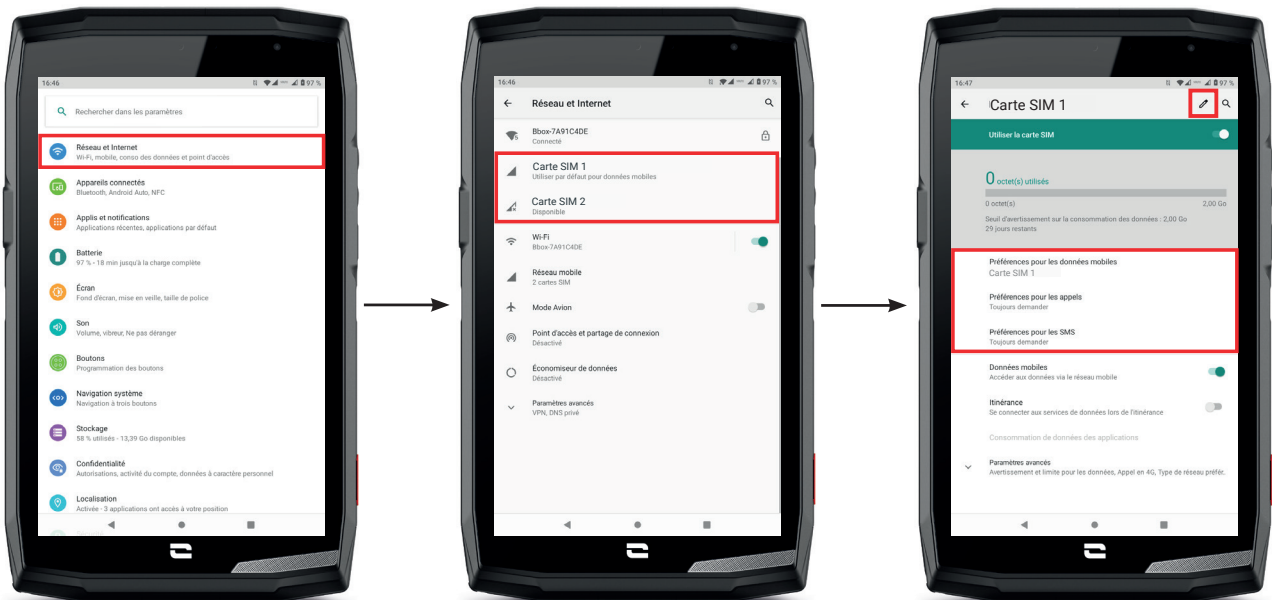 16:46
97 %
Rechercher dans les paramètres
Réseau et Internet
Wi-Fi, mobile, conso des données et point d'accès
Appareils connectés
Bluetooth, Android Auto, NFC
Applis et notifications
Applications récentes, applications par défaut
Batterie
97 % - 18 min jusqu'à la charge complète
Écran
Fond d'écran, mise en veille, taille de police
Son
Volume, vibreur, Ne pas déranger
Boutons
Programmation des boutons
Navigation système
Navigation à trois boutons
Stockage
58 % utilisés - 13,39 Go disponibles
Confidentialité
Autorisations, activité du compte, données à caractère personnel
Localisation
Activée - 3 applications ont accès à votre position
16:46
97 %
Réseau et Internet
Bbox-7A91C4DE
Connecté
Carte SIM 1
Utiliser par défaut pour données mobiles
Carte SIM 2
Disponible
Wi-Fi
Bbox-7A91C4DE
Réseau mobile
2 cartes SIM
Mode Avion
Point d'accès et partage de connexion
Désactivé
Économiseur de données
Désactivé
Paramètres avancés
VPN, DNS privé
16:47
97 %
Carte SIM 1
Utiliser la carte SIM
0 octet(s) utilisés
0 octet(s) 2,00 Go
Seuil d'avertissement sur la consommation des données : 2,00 Go
29 jours restants
Préférences pour les données mobiles
Carte SIM 1
Préférences pour les appels
Toujours demander
Préférences pour les SMS
Toujours demander
Données mobiles
Accéder aux données via le réseau mobile
Itinérance
Se connecter aux services de données lors de l'itinérance
Consommation de données des applications
Paramètres avancés
Avertissement et limite pour les données, Appel en 4G, Type de réseau préfér.